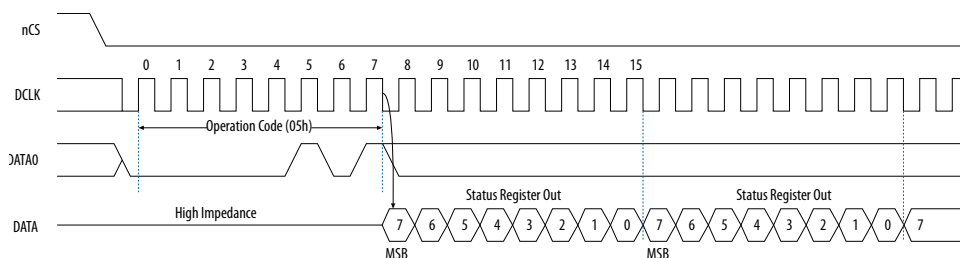 nCS
0 1 2 3 4 5 6 7 8 9 10 11 12 13 14 15
DCLK
Operation Code (05h)
DATA0
Status Register Out Status Register Out
High Impedance
DATA 7 6 5 4 3 2 1 0 7 6 5 4 3 2 1 0 7
MSB MSB